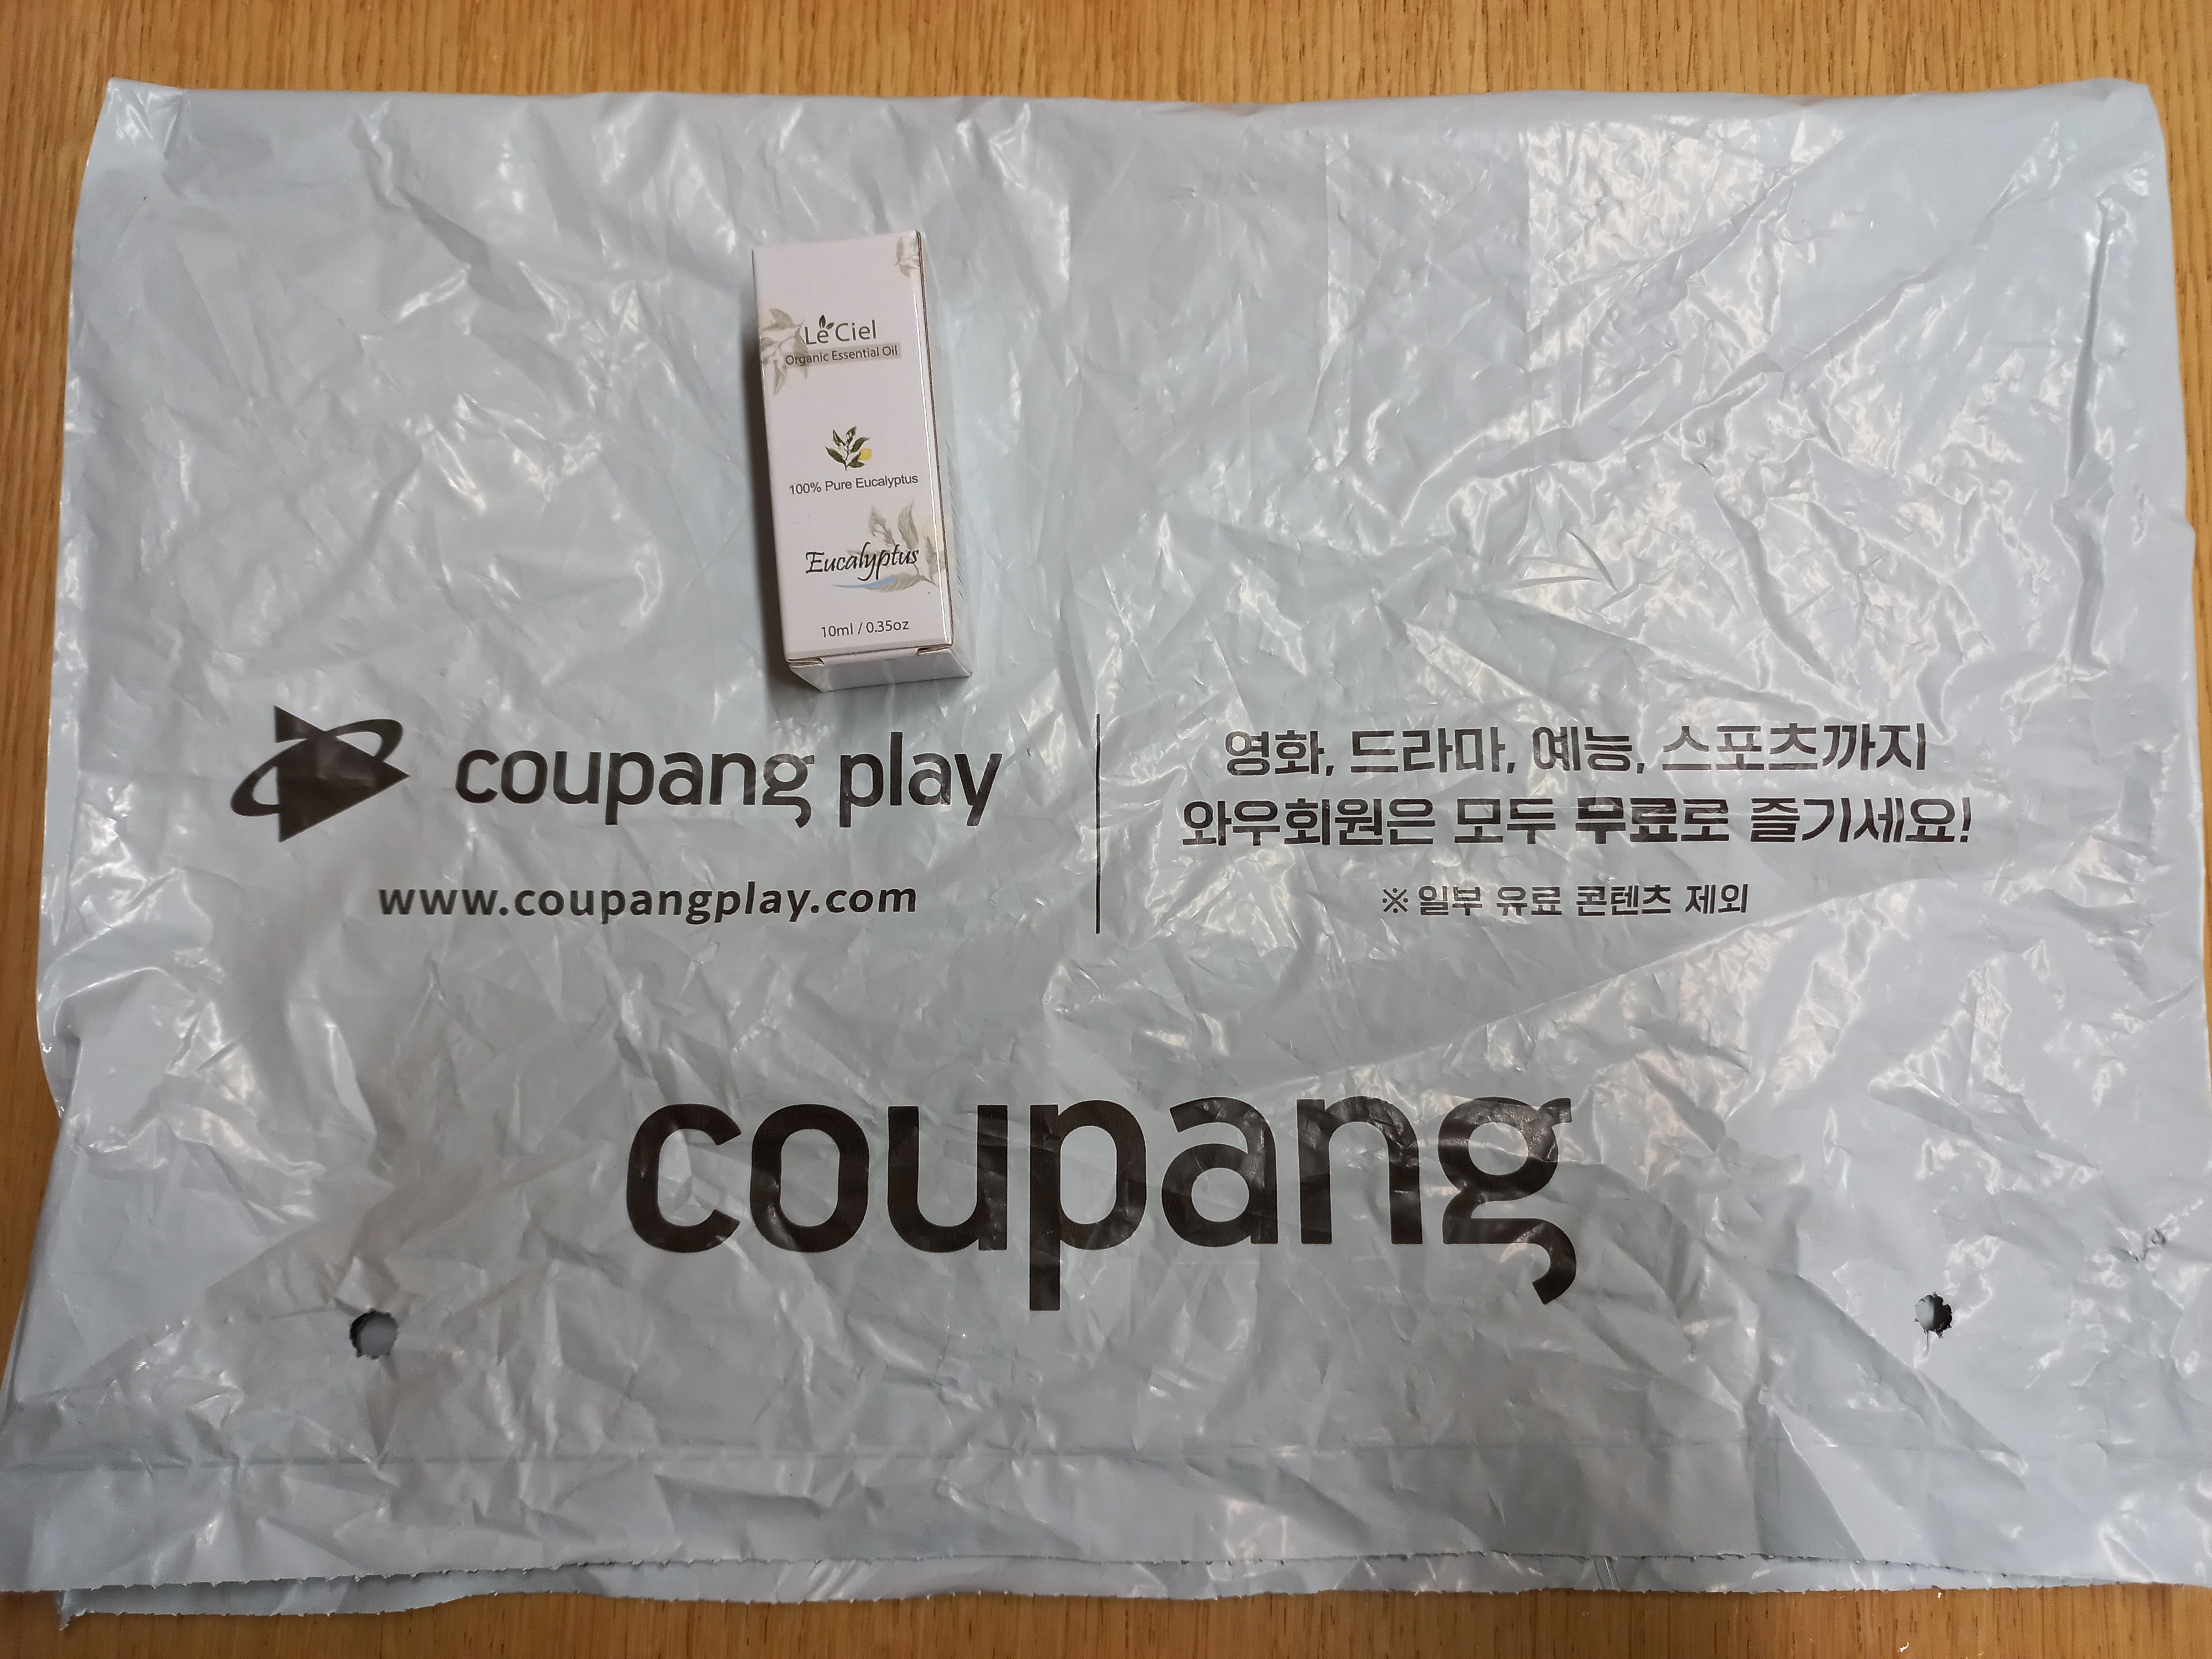 Le Ciel
Organic Essential Oil
100% Pure Eucalyptus
Eucalyptus
10ml / 0.35oz
coupang play
www.coupangplay.com
영화, 드라마, 예능, 스포츠까지
와우회원은 모두 무료로 즐기세요!
※ 일부 유료 콘텐츠 제외
coupang